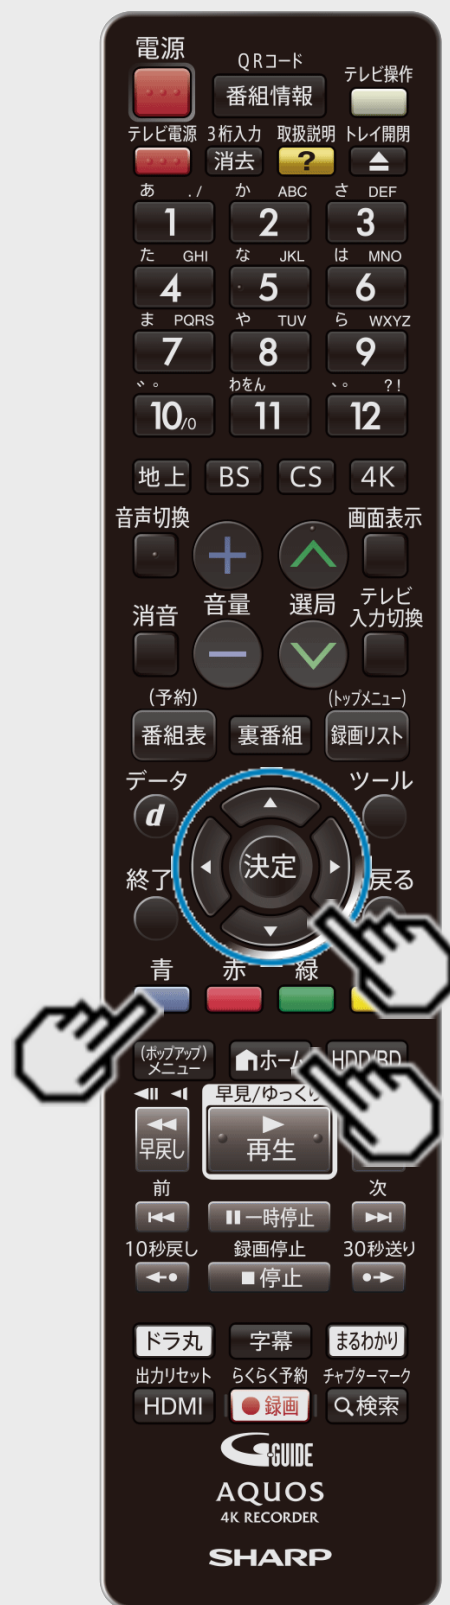 電源
QRコード
テレビ操作
番組情報
テレビ電源 3桁入力 取扱説明 トレイ開閉
消去 ?
あ ./ か ABC さ DEF
1 2 3
た GHI な JKL は MNO
4 5 6
ま PQRS や TUV ら WXYZ
7 8 9
゛゜ わをん 、。 ?!
10/0 11 12
地上 BS CS 4K
音声切換 画面表示
消音 音量 選局 テレビ
入力切換
(予約) (トップメニュー)
番組表 裏番組 録画リスト
データ ツール
d
決定
終了 戻る
青 赤 緑
(ポップアップ)
メニュー ホーム HDD/BD
早見/ゆっくり
早戻し 再生
前 次
一時停止
10秒戻し 録画停止 30秒送り
停止
ドラ丸 字幕 まるわかり
出力リセット らくらく予約 チャプターマーク
HDMI 録画 検索
G-GUIDE
AQUOS
4K RECORDER
SHARP